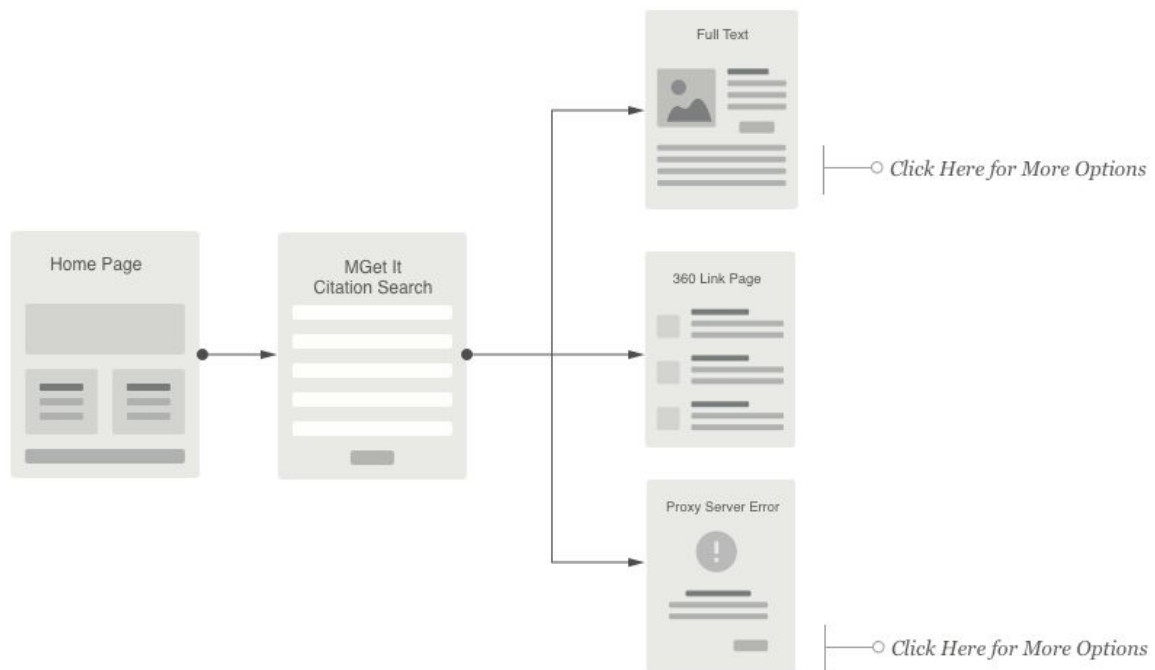 Full Text
Click Here for More Options
Home Page
MGet It
Citation Search
360 Link Page
Proxy Server Error
!
Click Here for More Options